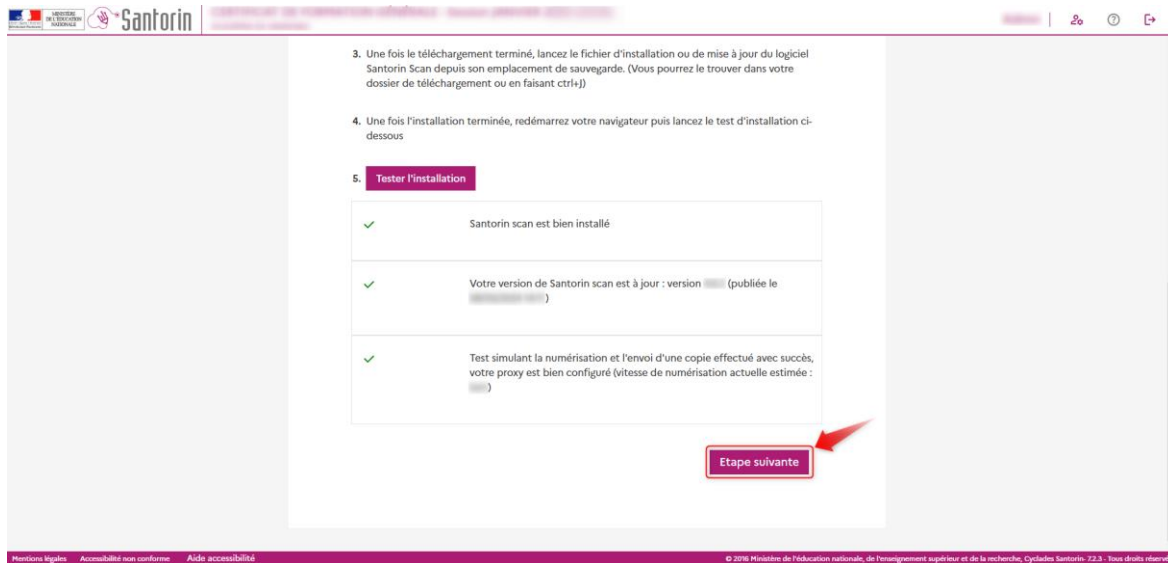 MINISTÈRE
DE L'ÉDUCATION
NATIONALE
Santorin
3. Une fois le téléchargement terminé, lancez le fichier d'installation ou de mise à jour du logiciel
Santorin Scan depuis son emplacement de sauvegarde. (Vous pourrez le trouver dans votre
dossier de téléchargement ou en faisant ctrl+J)
4. Une fois l'installation terminée, redémarrez votre navigateur puis lancez le test d'installation ci-
dessous
5. Tester l'installation
Santorin scan est bien installé
Votre version de Santorin scan est à jour : version (publiée le
)
Test simulant la numérisation et l'envoi d'une copie effectué avec succès,
votre proxy est bien configuré (vitesse de numérisation actuelle estimée :
)
Etape suivante
Mentions légales Accessibilité non conforme Aide accessibilité © 2016 Ministère de l'éducation nationale, de l'enseignement supérieur et de la recherche, Cyclades Santorin- 7.2.3 - Tous droits réservé